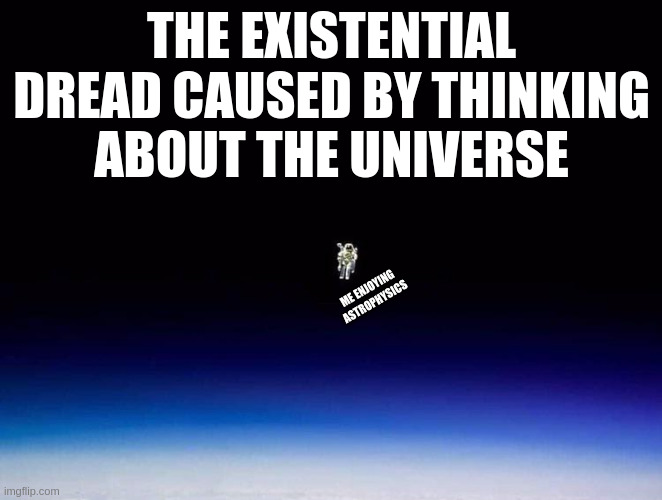 THE EXISTENTIAL
DREAD CAUSED BY THINKING
ABOUT THE UNIVERSE
ME ENJOYING
ASTROPHYSICS
imgflip.com